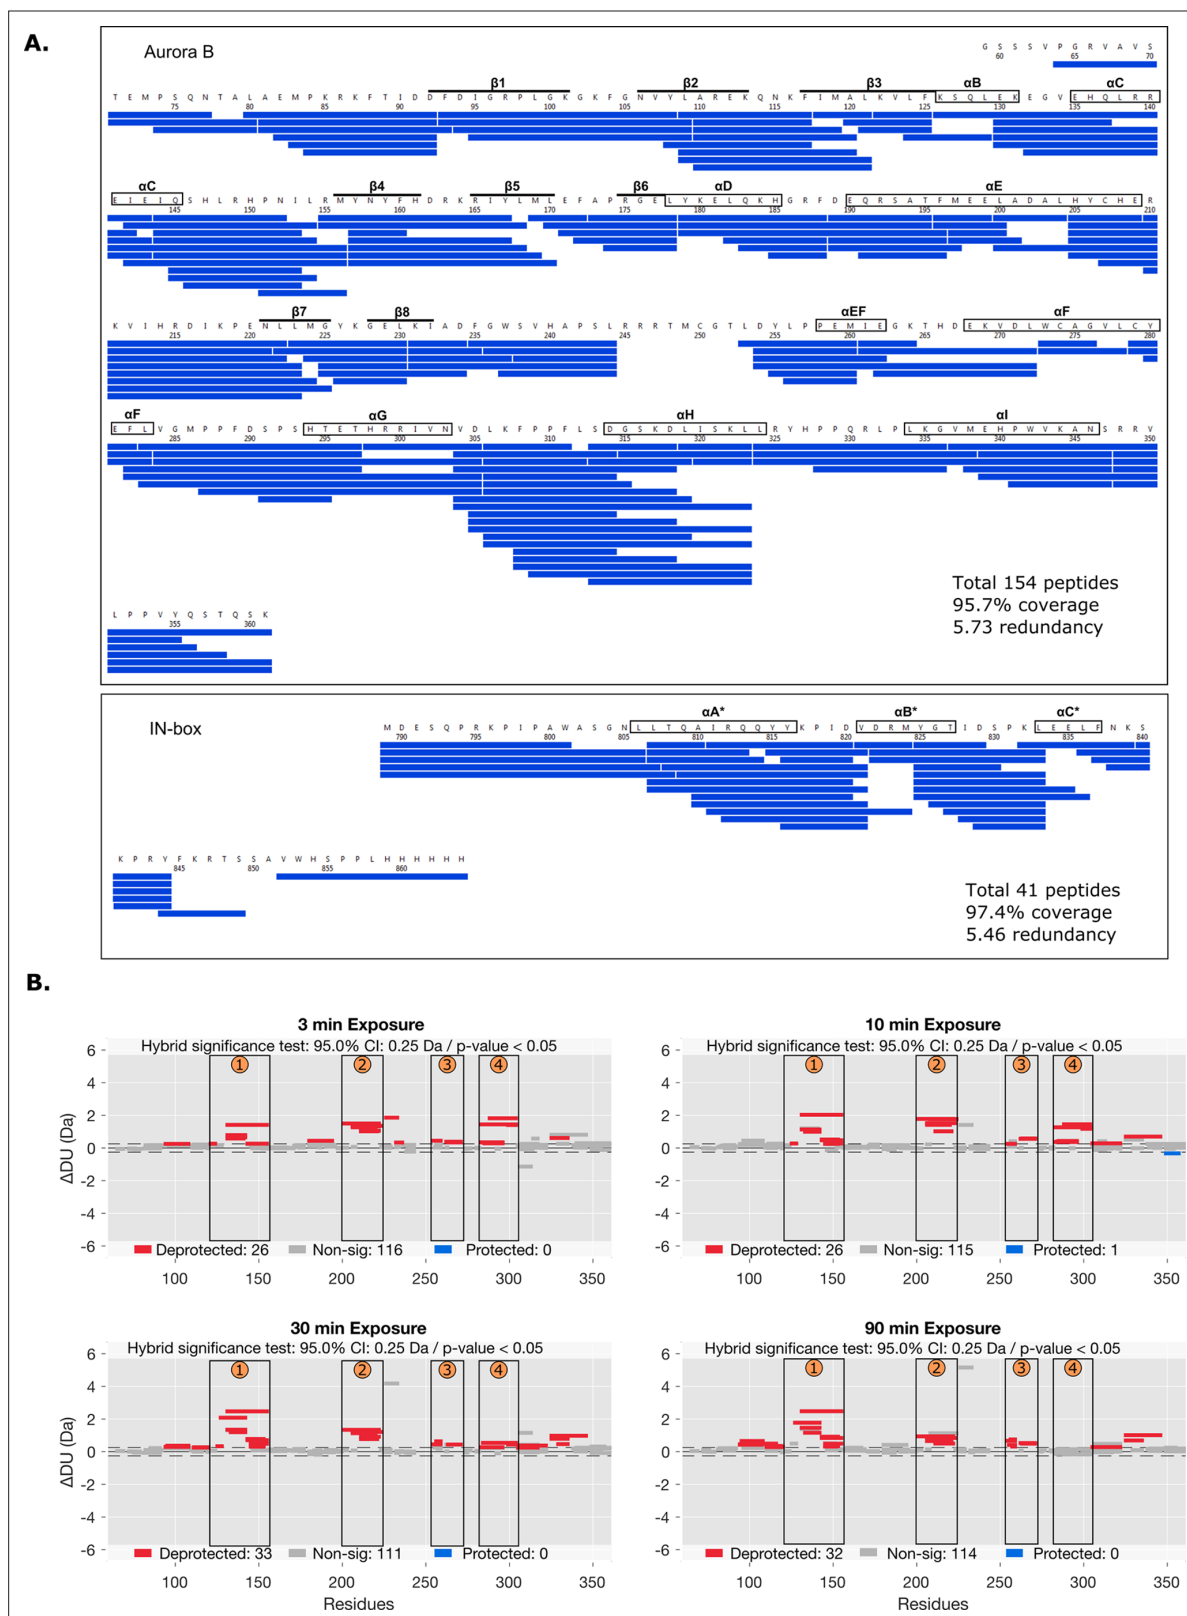 A.
Aurora B
G S S S V P G R V A V S
60 65 70
β1 β2 β3 αB αC
T E M P S Q N T A L A E M P K R K F T I D D F D I G R P L G K G K F G N V Y L A R E K Q N K F I M A L K V L F K S Q L E K E G V E H Q L R R
75 80 85 90 95 100 105 110 115 120 125 130 135 140
αC β4 β5 β6 αD αE
E I E I Q S H L R H P N I L R M Y N Y F H D R K R I Y L M L E F A P R G E L Y K E L Q K H G R F D E Q R S A T F M E E L A D A L H Y C H E R
145 150 155 160 165 170 175 180 185 190 195 200 205 210
β7 β8 αEF αF
K V I H R D I K P E N L L M G Y K G E L K I A D F G W S V H A P S L R R R T M C G T L D Y L P P E M I E G K T H D E K V D L W C A G V L C Y
215 220 225 230 235 240 245 250 255 260 265 270 275 280
αF αG αH αI
E F L V G M P P F D S P S H T E T H R R I V N V D L K F P P F L S D G S K D L I S K L L R Y H P P Q R L P L K G V M E H P W V K A N S R R V
285 290 295 300 305 310 315 320 325 330 335 340 345 350
L P P V Y Q S T Q S K
355 360
Total 154 peptides
95.7% coverage
5.73 redundancy
IN-box
αA* αB* αC*
M D E S Q P R K P I P A W A S G N L L T Q A I R Q Q Y Y K P I D V D R M Y G T I D S P K L E E L F N K S
790 795 800 805 810 815 820 825 830 835 840
K P R Y F K R T S S A V W H S P P L H H H H H H
845 850 855 860
Total 41 peptides
97.4% coverage
5.46 redundancy
B.
3 min Exposure
Hybrid significance test: 95.0% CI: 0.25 Da / p-value < 0.05
1 2 3 4
6
4
2
0
-2
-4
-6
ΔDU (Da)
Deprotected: 26 Non-sig: 116 Protected: 0
100 150 200 250 300 350
10 min Exposure
Hybrid significance test: 95.0% CI: 0.25 Da / p-value < 0.05
1 2 3 4
6
4
2
0
-2
-4
-6
Deprotected: 26 Non-sig: 115 Protected: 1
100 150 200 250 300 350
30 min Exposure
Hybrid significance test: 95.0% CI: 0.25 Da / p-value < 0.05
1 2 3 4
6
4
2
0
-2
-4
-6
ΔDU (Da)
Deprotected: 33 Non-sig: 111 Protected: 0
100 150 200 250 300 350
Residues
90 min Exposure
Hybrid significance test: 95.0% CI: 0.25 Da / p-value < 0.05
1 2 3 4
6
4
2
0
-2
-4
-6
Deprotected: 32 Non-sig: 114 Protected: 0
100 150 200 250 300 350
Residues